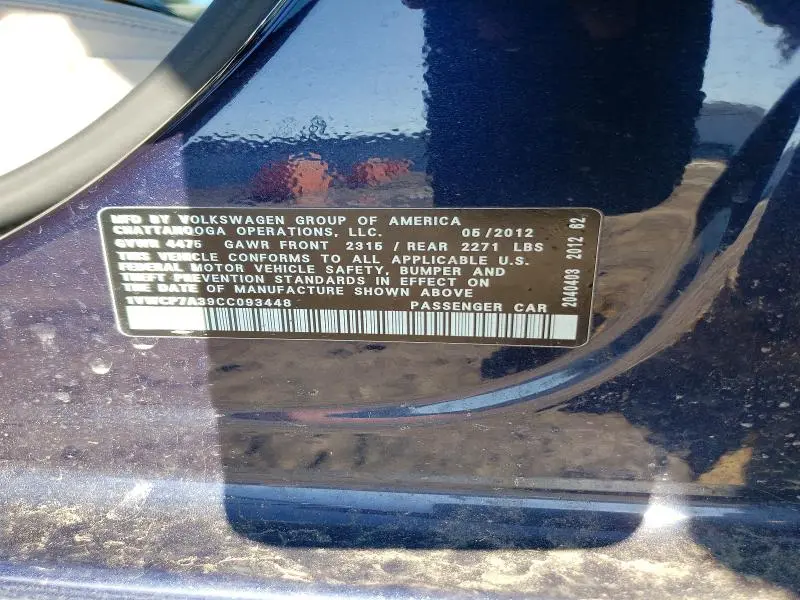 MFD BY VOLKSWAGEN GROUP OF AMERICA
CHATTANOOGA OPERATIONS, LLC. 05/2012
GVWR 4475 GAWR FRONT 2315 / REAR 2271 LBS
THIS VEHICLE CONFORMS TO ALL APPLICABLE U.S.
FEDERAL MOTOR VEHICLE SAFETY, BUMPER AND
THEFT PREVENTION STANDARDS IN EFFECT ON
THE DATE OF MANUFACTURE SHOWN ABOVE
1VWCP7A39CC093448 PASSENGER CAR
2040403 2012 62